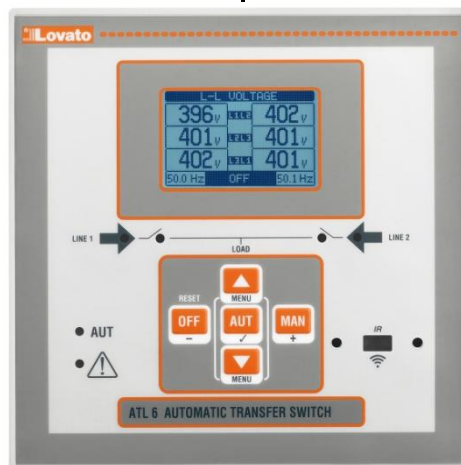 Lovato
L-L VOLTAGE
396V L1L2 402V
401V L2L3 401V
402V L3L1 401V
50.0 Hz OFF 50.1 Hz
LINE 1 LINE 2
LOAD
RESET MENU IR
OFF AUT MAN
- ✓ +
MENU
AUT
ATL 6 AUTOMATIC TRANSFER SWITCH